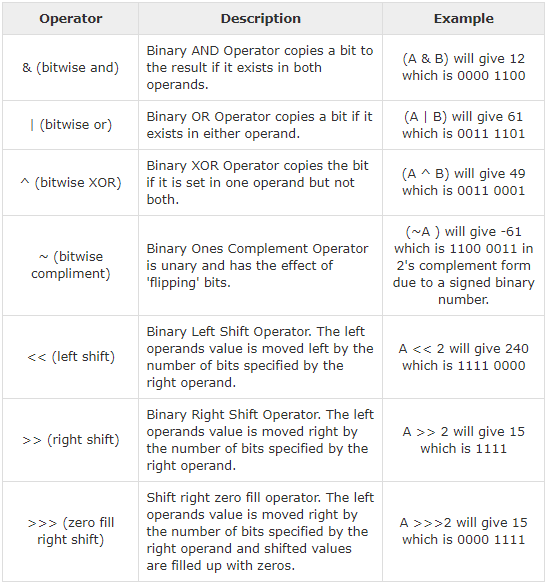 Operator Description Example
& (bitwise and)
Binary AND Operator copies a bit to
the result if it exists in both
operands.
(A & B) will give 12
which is 0000 1100
| (bitwise or)
Binary OR Operator copies a bit if it
exists in either operand.
(A | B) will give 61
which is 0011 1101
^ (bitwise XOR)
Binary XOR Operator copies the bit
if it is set in one operand but not
both.
(A ^ B) will give 49
which is 0011 0001
~ (bitwise
compliment)
Binary Ones Complement Operator
is unary and has the effect of
'flipping' bits.
(~A ) will give -61
which is 1100 0011 in
2's complement form
due to a signed binary
number.
<< (left shift)
Binary Left Shift Operator. The left
operands value is moved left by the
number of bits specified by the
right operand.
A << 2 will give 240
which is 1111 0000
>> (right shift)
Binary Right Shift Operator. The left
operands value is moved right by
the number of bits specified by the
right operand.
A >> 2 will give 15
which is 1111
>>> (zero fill
right shift)
Shift right zero fill operator. The left
operands value is moved right by
the number of bits specified by the
right operand and shifted values
are filled up with zeros.
A >>>2 will give 15
which is 0000 1111